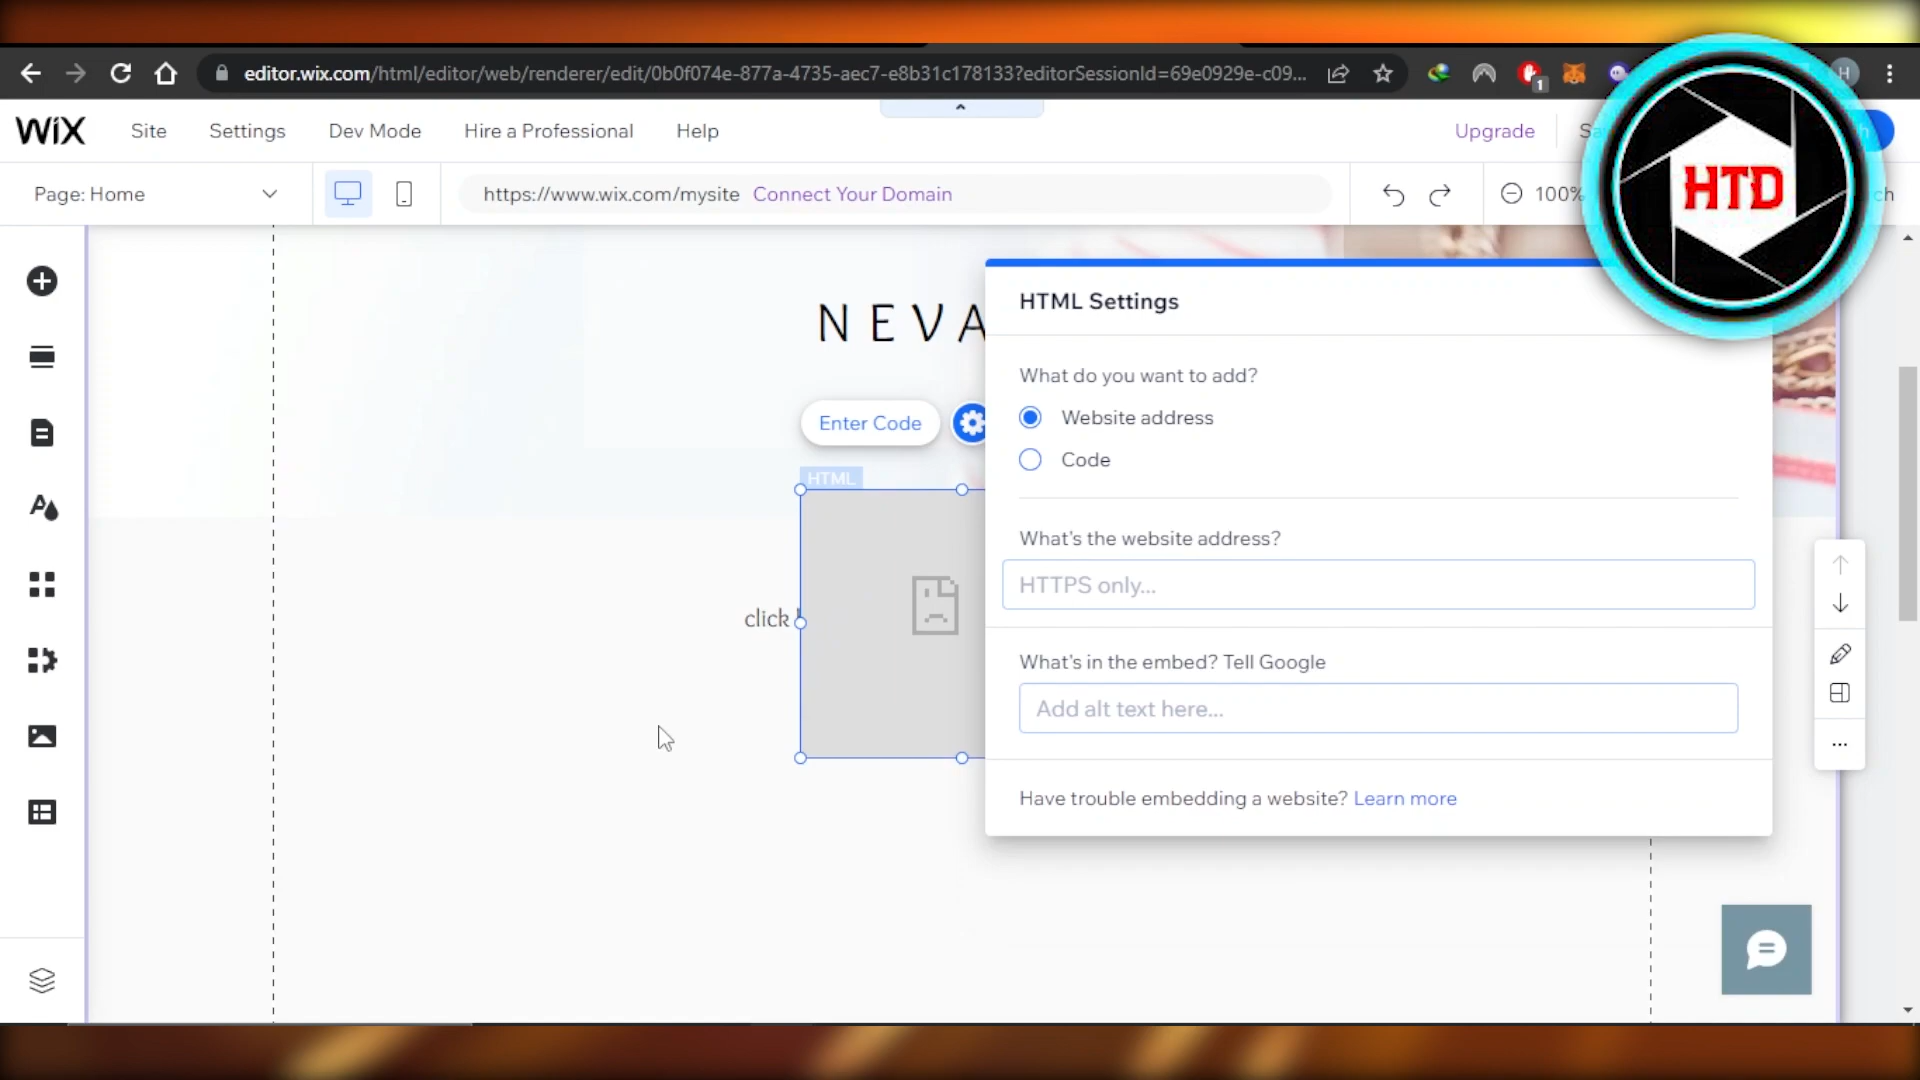 editor.wix.com/html/editor/web/renderer/edit/0b0f074e-877a-4735-aec7-e8b31c178133?editorSessionId=69e0929e-c09...
1
H
WiX
Site
Settings
Dev Mode
Hire a Professional
Help
Upgrade
HTD
Page: Home
https://www.wix.com/mysite Connect Your Domain
100%
NEVA
HTML Settings
What do you want to add?
Website address
Code
Enter Code
HTML
What's the website address?
HTTPS only...
click
What's in the embed? Tell Google
Add alt text here...
Have trouble embedding a website? Learn more